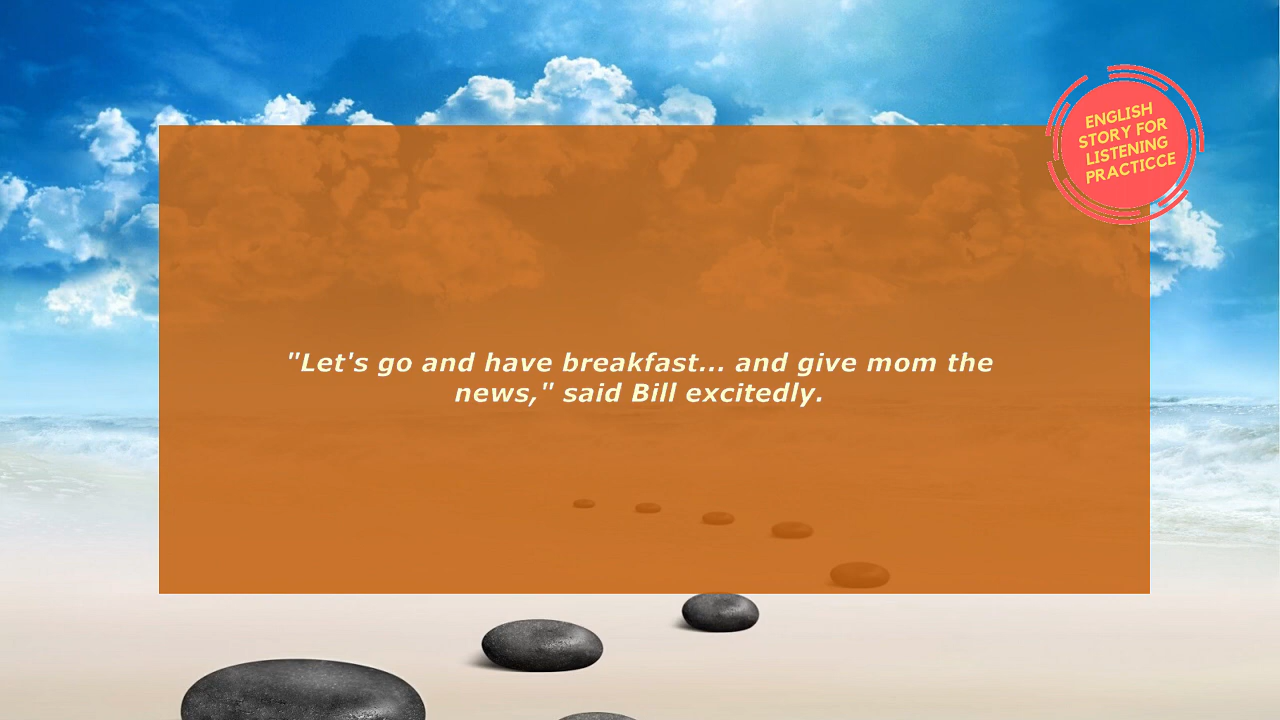 ENGLISH
STORY FOR
LISTENING
PRACTICCE
"Let's go and have breakfast... and give mom the
news," said Bill excitedly.